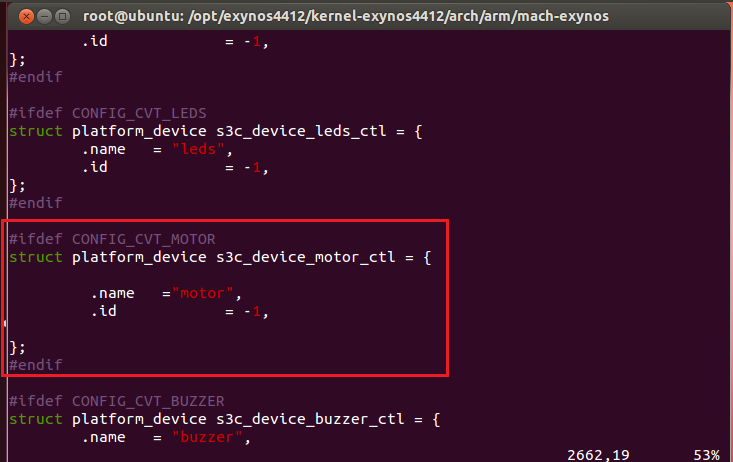 root@ubuntu: /opt/exynos4412/kernel-exynos4412/arch/arm/mach-exynos
.id = -1,
};
#endif
#ifdef CONFIG_CVT_LEDS
struct platform_device s3c_device_leds_ctl = {
.name = "leds",
.id = -1,
};
#endif
#ifdef CONFIG_CVT_MOTOR
struct platform_device s3c_device_motor_ctl = {
.name ="motor",
.id = -1,
};
#endif
#ifdef CONFIG_CVT_BUZZER
struct platform_device s3c_device_buzzer_ctl = {
.name = "buzzer",
2662,19 53%